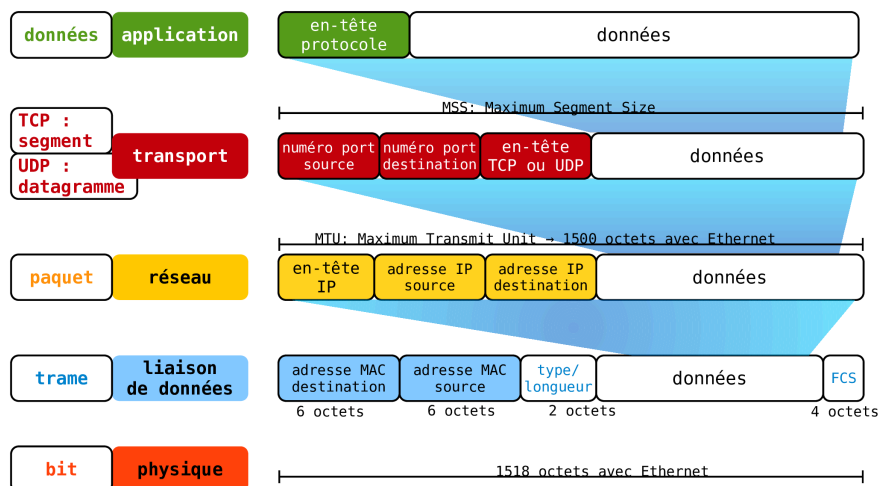 données
application
en-tête
protocole
données
MSS: Maximum Segment Size
TCP :
segment
UDP :
datagramme
transport
numéro port
source
numéro port
destination
en-tête
TCP ou UDP
données
MTU: Maximum Transmit Unit → 1500 octets avec Ethernet
paquet
réseau
en-tête
IP
adresse IP
source
adresse IP
destination
données
trame
liaison
de données
adresse MAC
destination
adresse MAC
source
type/
longueur
données
FCS
6 octets
6 octets
2 octets
4 octets
bit
physique
1518 octets avec Ethernet